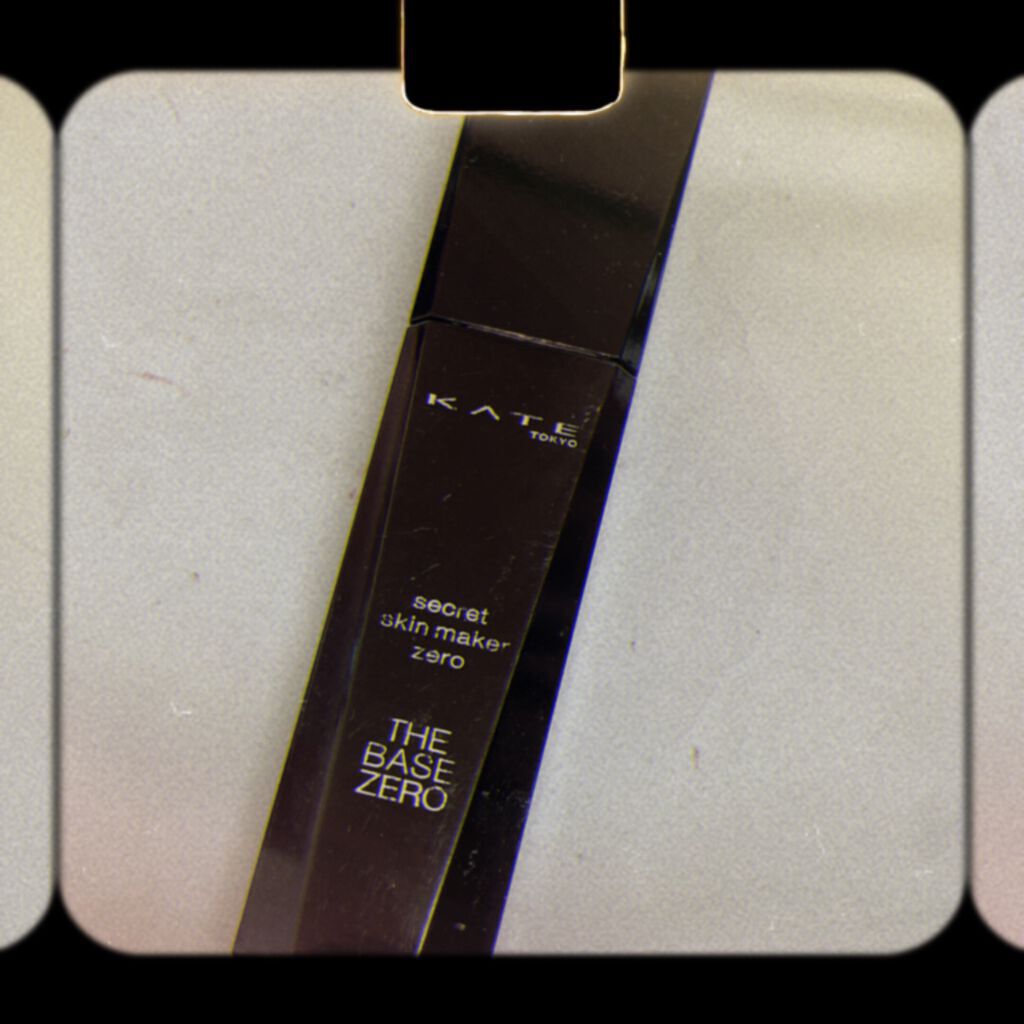 KATE
TOKYO
secret
skin maker
zero
THE
BASE
ZERO